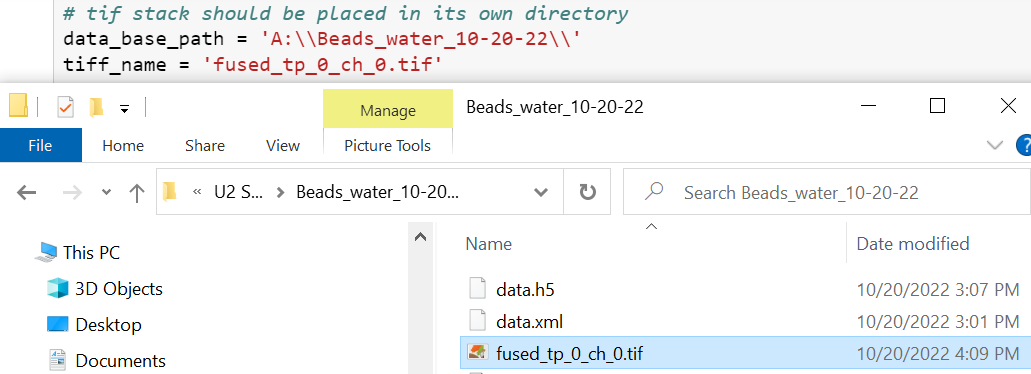 # tif stack should be placed in its own directory
data_base_path = 'A:\\Beads_water_10-20-22\\'
tiff_name = 'fused_tp_0_ch_0.tif'
Manage
Beads_water_10-20-22
File
Home
Share
View
Picture Tools
?
«
U2 S...
Beads_water_10-20...
Search Beads_water_10-20-22
This PC
3D Objects
Desktop
Documents
Name
Date modified
data.h5
10/20/2022 3:07 PM
data.xml
10/20/2022 3:01 PM
fused_tp_0_ch_0.tif
10/20/2022 4:09 PM